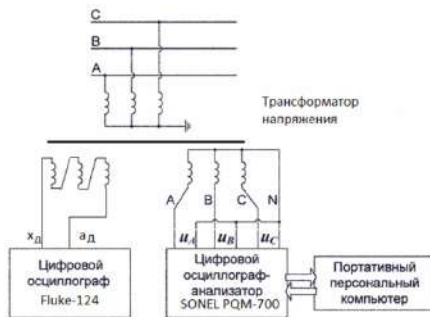 C
B
A
Трансформатор
напряжения
A
B
C
N
xд
aд
uA
uB
uC
Цифровой
осциллограф
Fluke-124
Цифровой
осциллограф-
анализатор
SONEL PQM-700
Портативный
персональный
компьютер